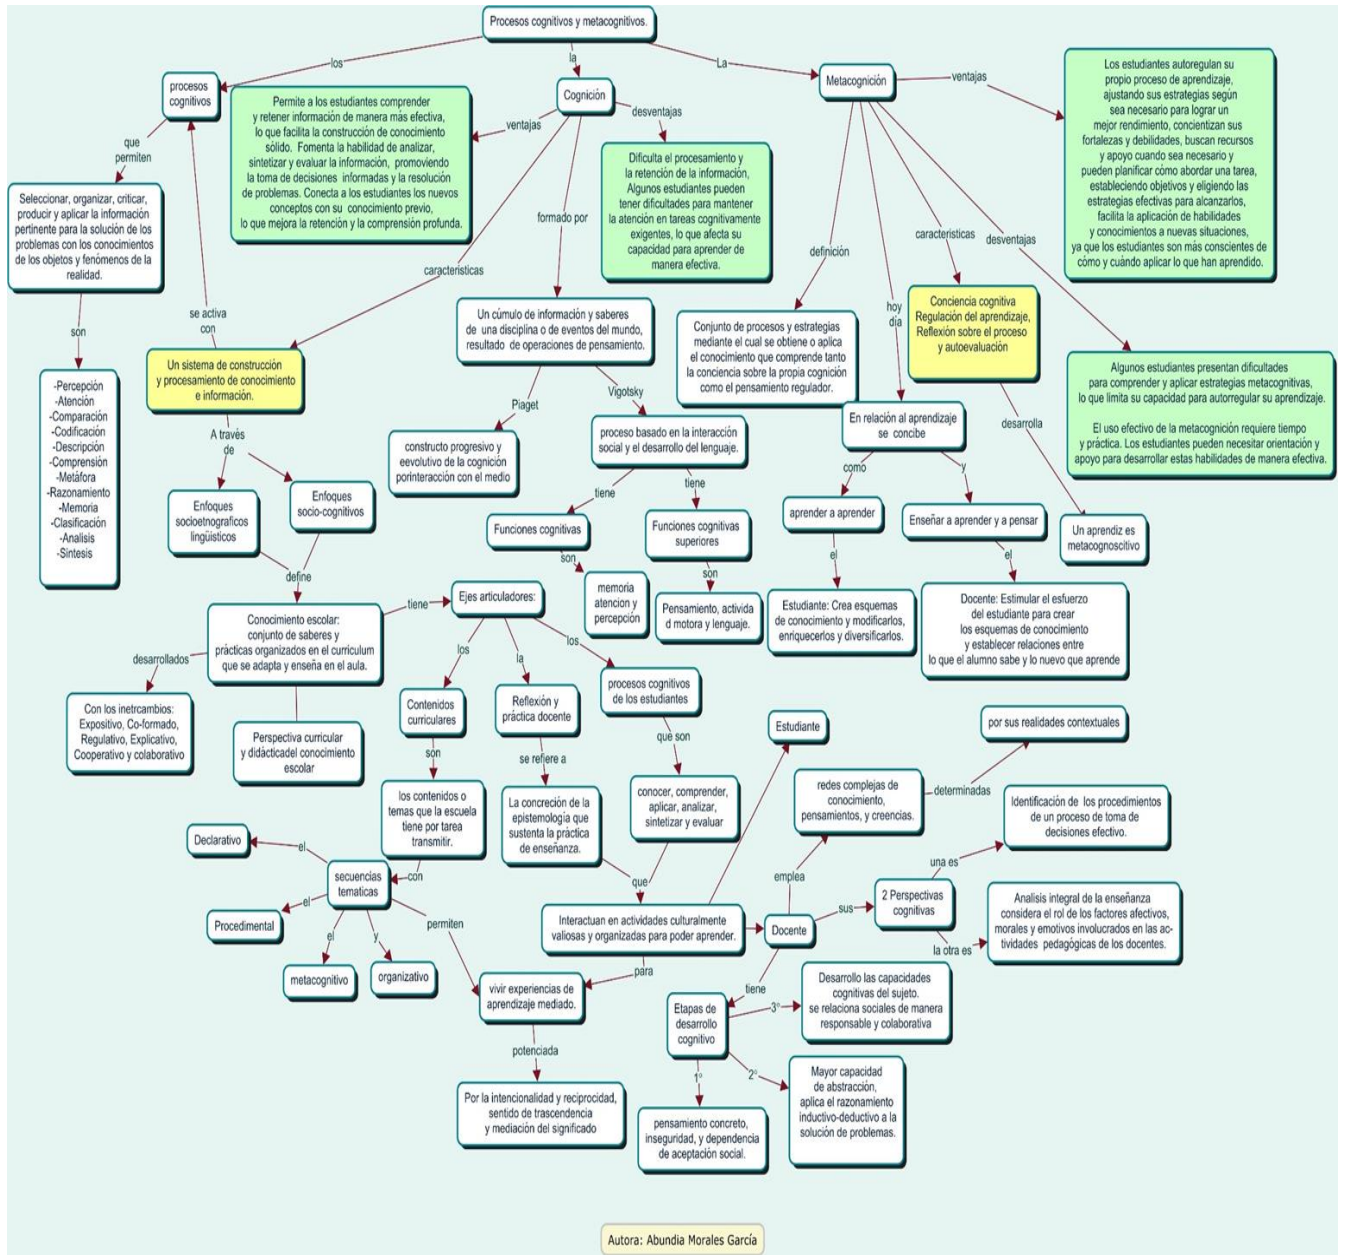 Procesos cognitivos y metacognitivos.
los
la
La
procesos
cognitivos
que
permiten
Seleccionar, organizar, criticar,
producir y aplicar la información
pertinente para la solución de los
problemas con los conocimientos
de los objetos y fenómenos de la
realidad.
son
-Percepción
-Atención
-Comparación
-Codificación
-Descripción
-Comprensión
-Metáfora
-Razonamiento
-Memoria
-Clasificación
-Analisis
-Sintesis
Cognición
ventajas
Permite a los estudiantes comprender
y retener información de manera más efectiva,
lo que facilita la construcción de conocimiento
sólido. Fomenta la habilidad de analizar,
sintetizar y evaluar la información, promoviendo
la toma de decisiones informadas y la resolución
de problemas. Conecta a los estudiantes los nuevos
conceptos con su conocimiento previo,
lo que mejora la retención y la comprensión profunda.
desventajas
Dificulta el procesamiento y
la retención de la información,
Algunos estudiantes pueden
tener dificultades para mantener
la atención en tareas cognitivamente
exigentes, lo que afecta su
capacidad para aprender de
manera efectiva.
caracteristicas
Un sistema de construcción
y procesamiento de conocimiento
e información.
se activa
con
A través
de
Enfoques
socioetnograficos
lingüísticos
Enfoques
socio-cognitivos
define
Conocimiento escolar:
conjunto de saberes y
prácticas organizados en el curriculum
que se adapta y enseña en el aula.
desarrollados
Con los inetrcambios:
Expositivo, Co-formado,
Regulativo, Explicativo,
Cooperativo y colaborativo
Perspectiva curricular
y didácticadel conocimiento
escolar
tiene
Ejes articuladores:
los
la
los
Contenidos
curriculares
son
los contenidos o
temas que la escuela
tiene por tarea
transmitir.
con
secuencias
tematicas
el
Declarativo
el
Procedimental
el
metacognitivo
y
organizativo
permiten
Reflexión y
práctica docente
se refiere a
La concreción de la
epistemología que
sustenta la práctica
de enseñanza.
procesos cognitivos
de los estudiantes
que son
conocer, comprender,
aplicar, analizar,
sintetizar y evaluar
que
Interactuan en actividades culturalmente
valiosas y organizadas para poder aprender.
para
vivir experiencias de
aprendizaje mediado.
potenciada
Por la intencionalidad y reciprocidad,
sentido de trascendencia
y mediación del significado
Estudiante
Docente
emplea
redes complejas de
conocimiento,
pensamientos, y creencias.
determinadas
por sus realidades contextuales
sus
2 Perspectivas
cognitivas
una es
Identificación de los procedimientos
de un proceso de toma de
decisiones efectivo.
la otra es
Analisis integral de la enseñanza
considera el rol de los factores afectivos,
morales y emotivos involucrados en las ac-
tividades pedagógicas de los docentes.
tiene
Etapas de
desarrollo
cognitivo
1°
pensamiento concreto,
inseguridad, y dependencia
de aceptación social.
2°
Mayor capacidad
de abstracción,
aplica el razonamiento
inductivo-deductivo a la
solución de problemas.
3°
Desarrollo las capacidades
cognitivas del sujeto.
se relaciona sociales de manera
responsable y colaborativa
formado por
Un cúmulo de información y saberes
de una disciplina o de eventos del mundo,
resultado de operaciones de pensamiento.
Piaget
constructo progresivo y
eevolutivo de la cognición
porinteracción con el medio
Vigotsky
proceso basado en la interacción
social y el desarrollo del lenguaje.
tiene
Funciones cognitivas
son
memoria
atencion y
percepción
tiene
Funciones cognitivas
superiores
son
Pensamiento, activida
d motora y lenguaje.
Metacognición
ventajas
Los estudiantes autoregulan su
propio proceso de aprendizaje,
ajustando sus estrategias según
sea necesario para lograr un
mejor rendimiento, concientizan sus
fortalezas y debilidades, buscan recursos
y apoyo cuando sea necesario y
pueden planificar cómo abordar una tarea,
estableciendo objetivos y eligiendo las
estrategias efectivas para alcanzarlos,
facilita la aplicación de habilidades
y conocimientos a nuevas situaciones,
ya que los estudiantes son más conscientes de
cómo y cuándo aplicar lo que han aprendido.
definición
Conjunto de procesos y estrategias
mediante el cual se obtiene o aplica
el conocimiento que comprende tanto
la conciencia sobre la propia cognición
como el pensamiento regulador.
hoy
día
En relación al aprendizaje
se concibe
como
aprender a aprender
el
Estudiante: Crea esquemas
de conocimiento y modificarlos,
enriquecerlos y diversificarlos.
y
Enseñar a aprender y a pensar
el
Docente: Estimular el esfuerzo
del estudiante para crear
los esquemas de conocimiento
y establecer relaciones entre
lo que el alumno sabe y lo nuevo que aprende
caracteristicas
Conciencia cognitiva
Regulación del aprendizaje,
Reflexión sobre el proceso
y autoevaluación
desarrolla
Un aprendiz es
metacognoscitivo
desventajas
Algunos estudiantes presentan dificultades
para comprender y aplicar estrategias metacognitivas,
lo que limita su capacidad para autorregular su aprendizaje.
El uso efectivo de la metacognición requiere tiempo
y práctica. Los estudiantes pueden necesitar orientación y
apoyo para desarrollar estas habilidades de manera efectiva.
Autora: Abundia Morales García